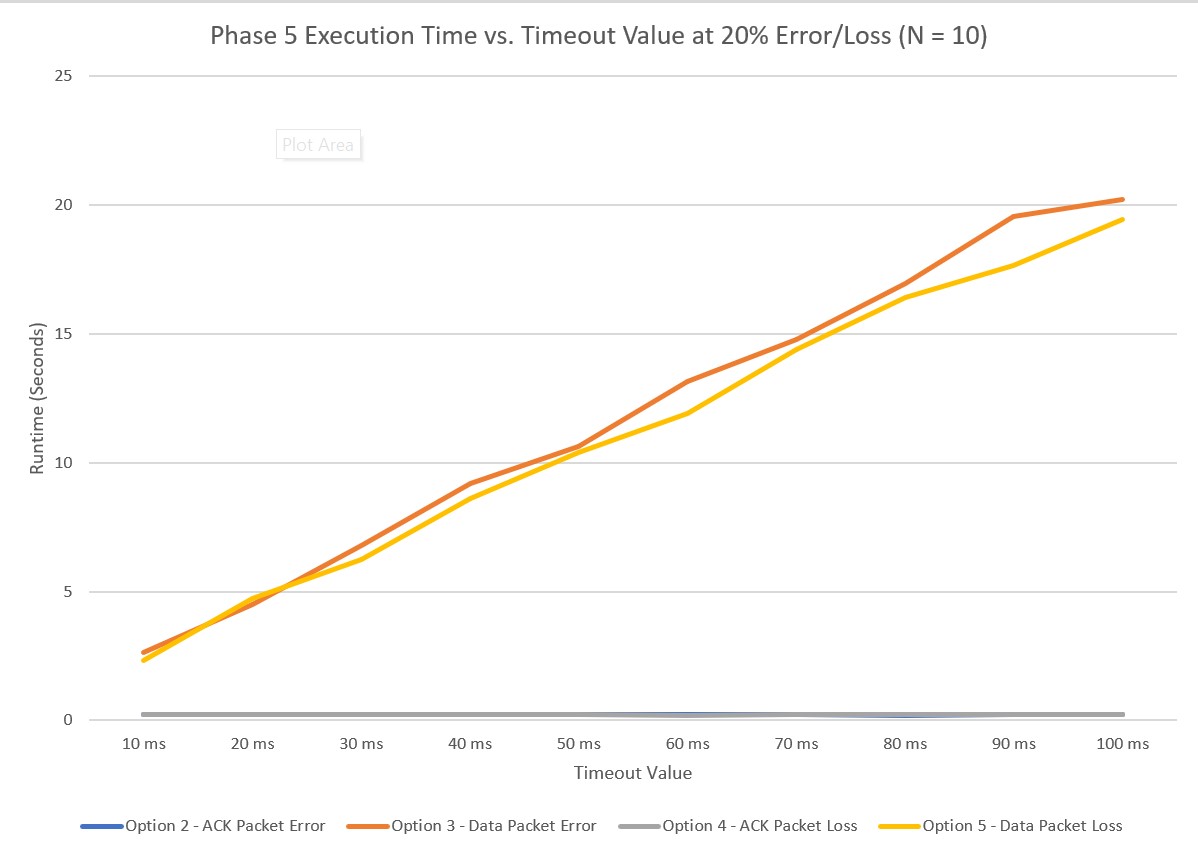 Phase 5 Execution Time vs. Timeout Value at 20% Error/Loss (N = 10)
25
Plot Area
20
15
10
5
0
Runtime (Seconds)
10 ms 20 ms 30 ms 40 ms 50 ms 60 ms 70 ms 80 ms 90 ms 100 ms
Timeout Value
Option 2 - ACK Packet Error Option 3 - Data Packet Error Option 4 - ACK Packet Loss Option 5 - Data Packet Loss